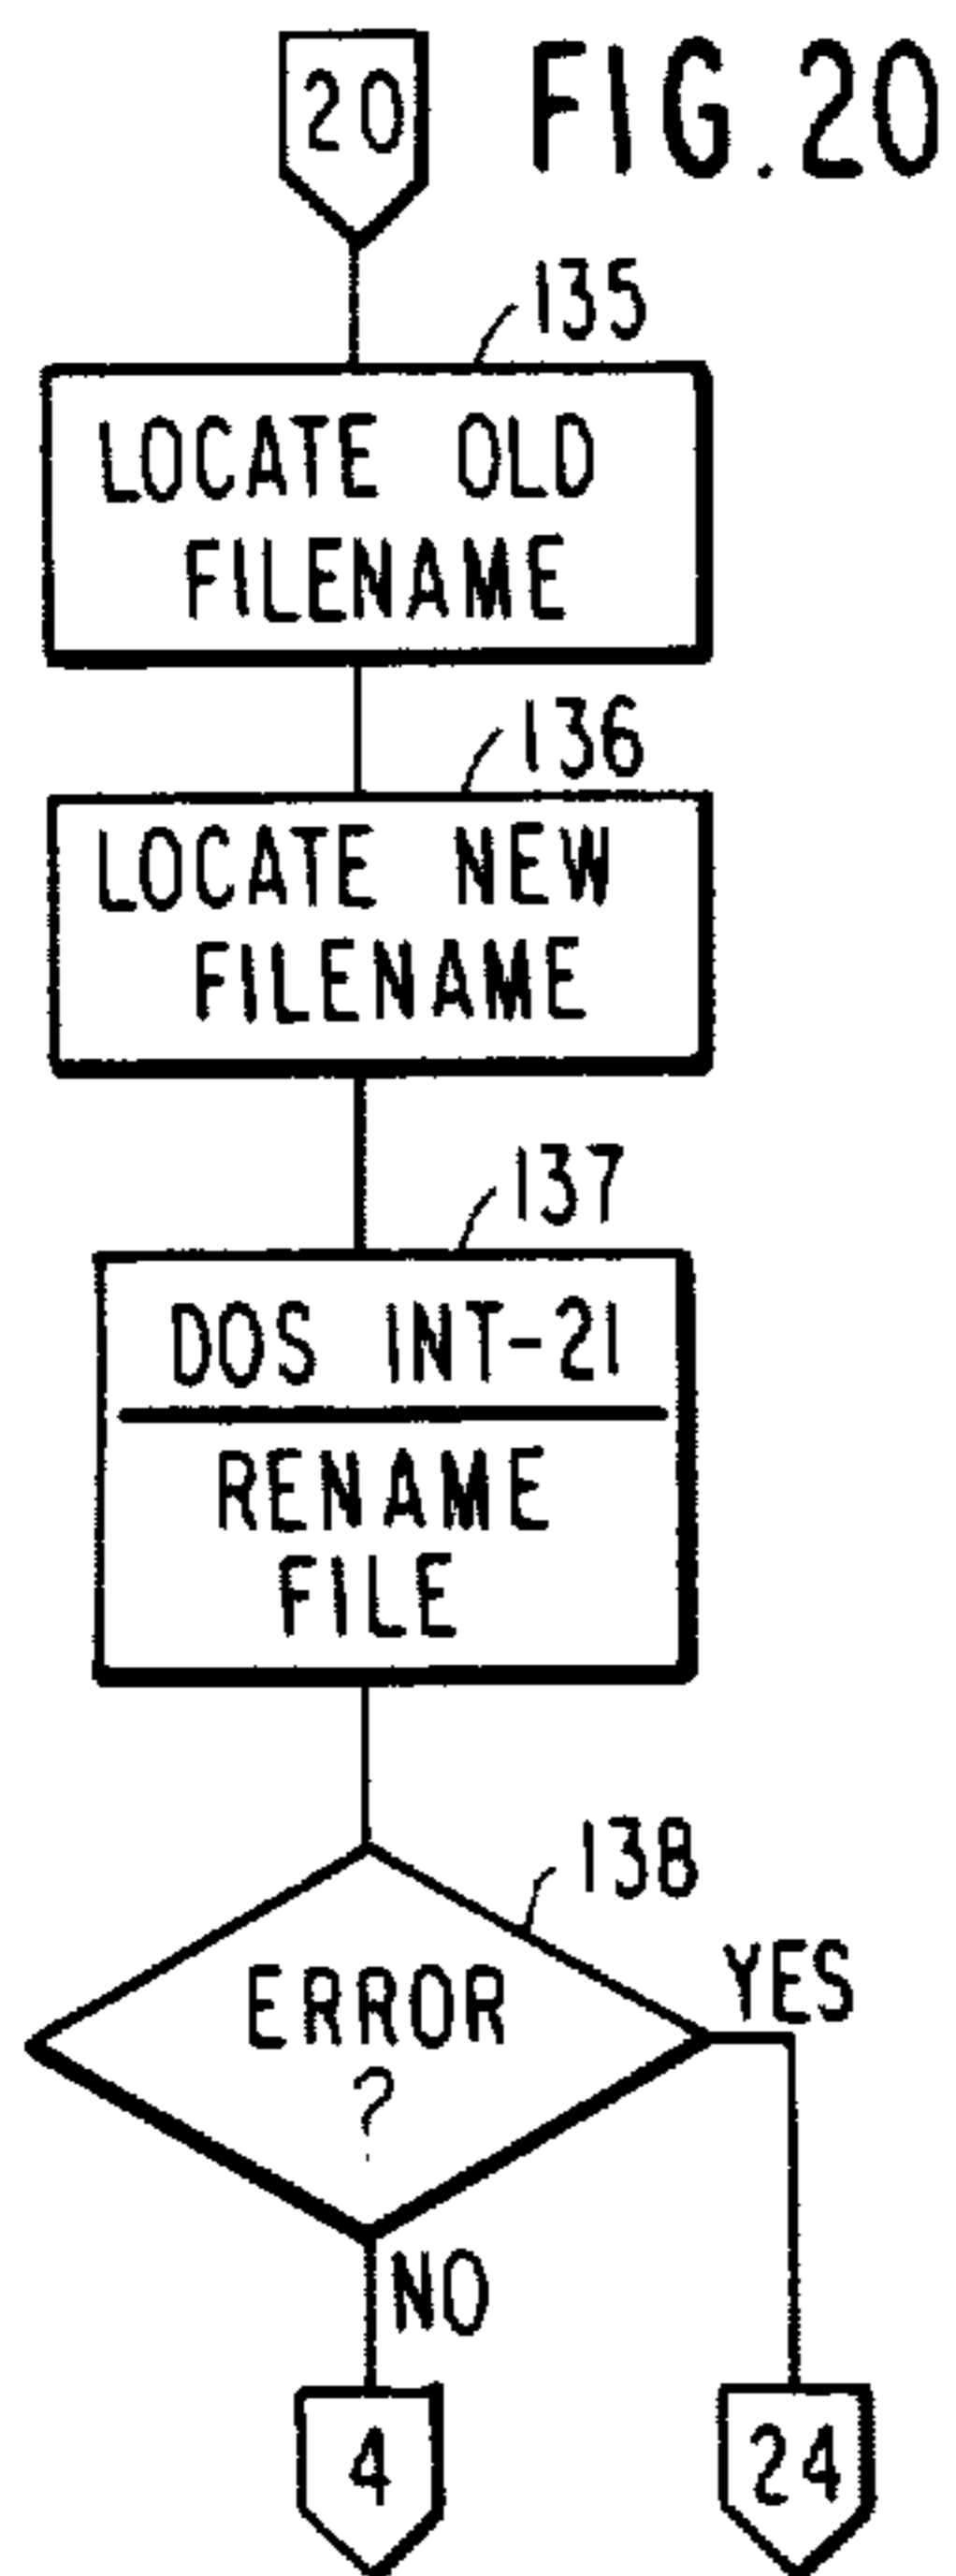 20
FIG.20
135
LOCATE OLD
FILENAME
136
LOCATE NEW
FILENAME
137
DOS INT-21
RENAME
FILE
138
ERROR
?
YES
NO
4
24